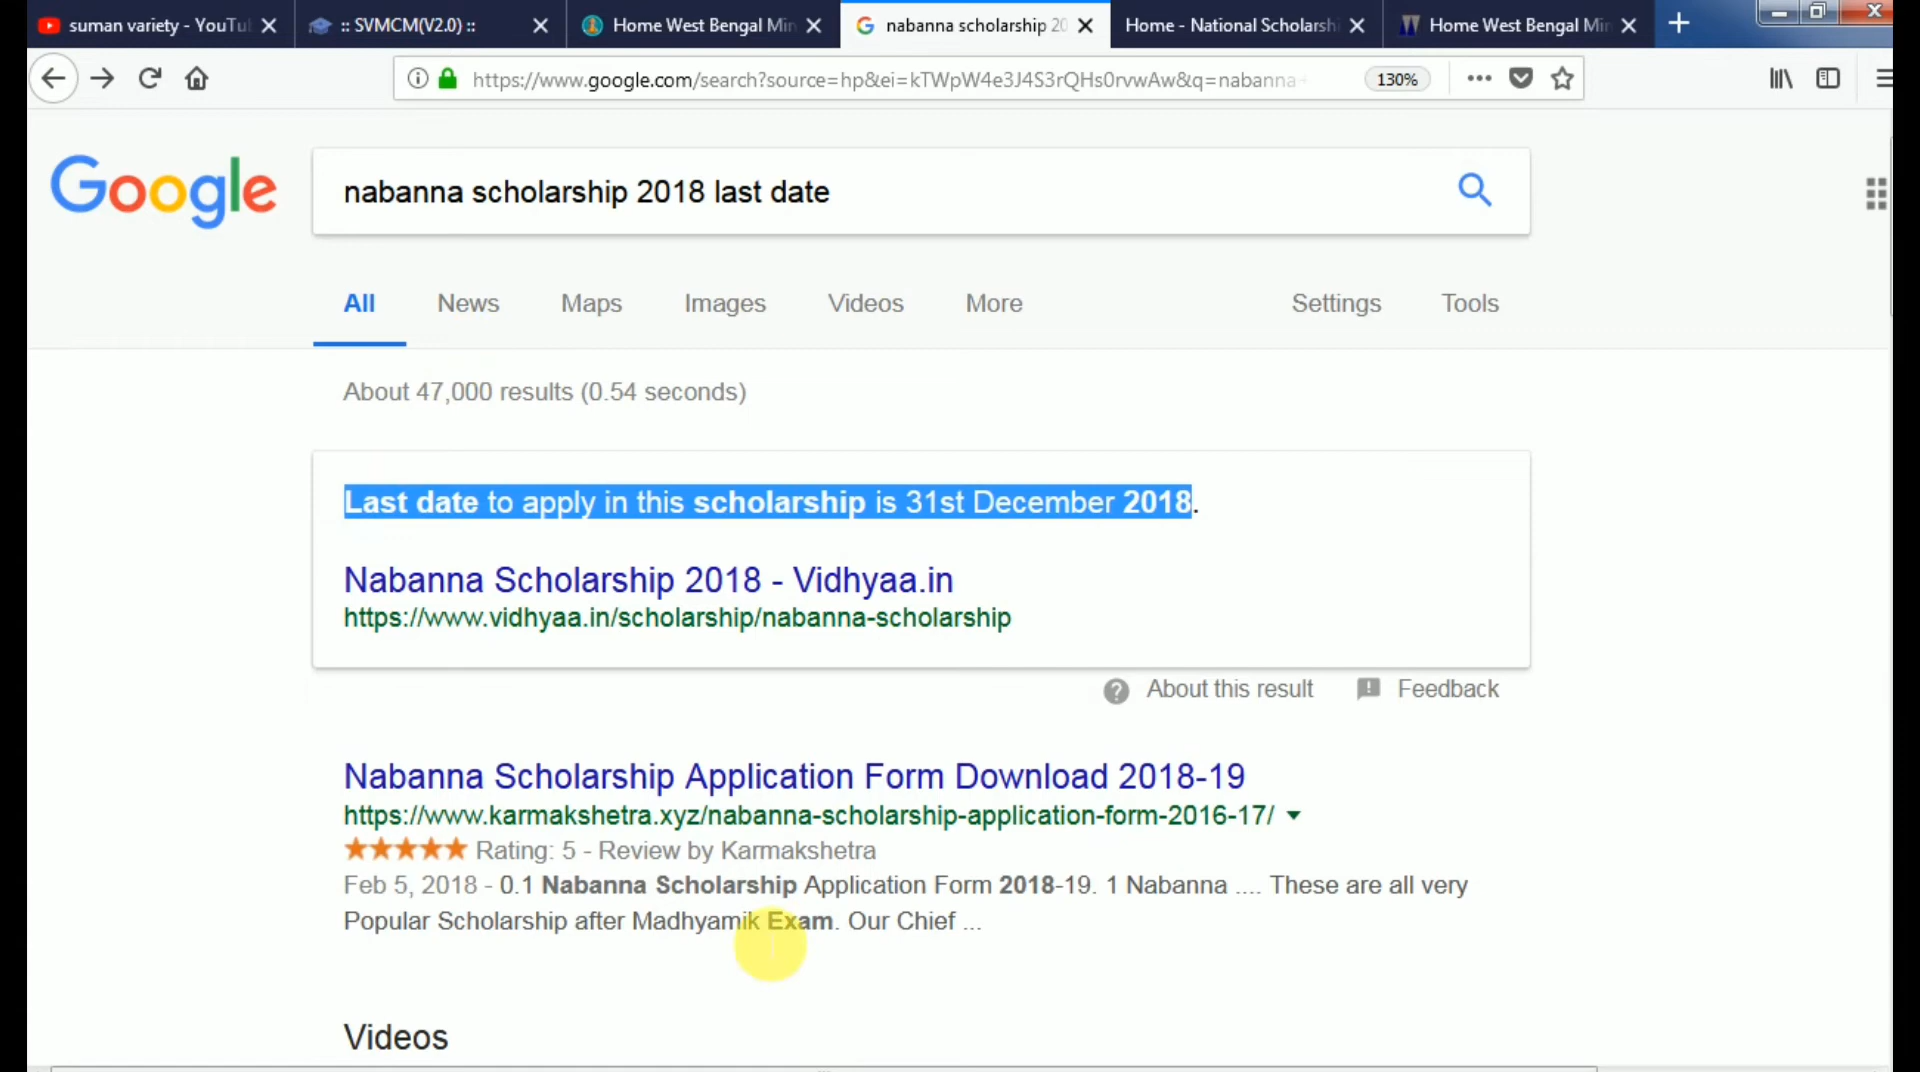 suman variety - YouTu
:: SVMCM(V2.0) ::
Home West Bengal Min
nabanna scholarship 20
Home - National Scholarshi
Home West Bengal Min
https://www.google.com/search?source=hp&ei=kTWpW4e3J4S3rQHs0rvwAw&q=nabanna
130%
Google
nabanna scholarship 2018 last date
All News Maps Images Videos More Settings Tools
About 47,000 results (0.54 seconds)
Last date to apply in this scholarship is 31st December 2018.
Nabanna Scholarship 2018 - Vidhyaa.in
https://www.vidhyaa.in/scholarship/nabanna-scholarship
About this result Feedback
Nabanna Scholarship Application Form Download 2018-19
https://www.karmakshetra.xyz/nabanna-scholarship-application-form-2016-17/
Rating: 5 - Review by Karmakshetra
Feb 5, 2018 - 0.1 Nabanna Scholarship Application Form 2018-19. 1 Nabanna .... These are all very
Popular Scholarship after Madhyamik Exam. Our Chief ...
Videos